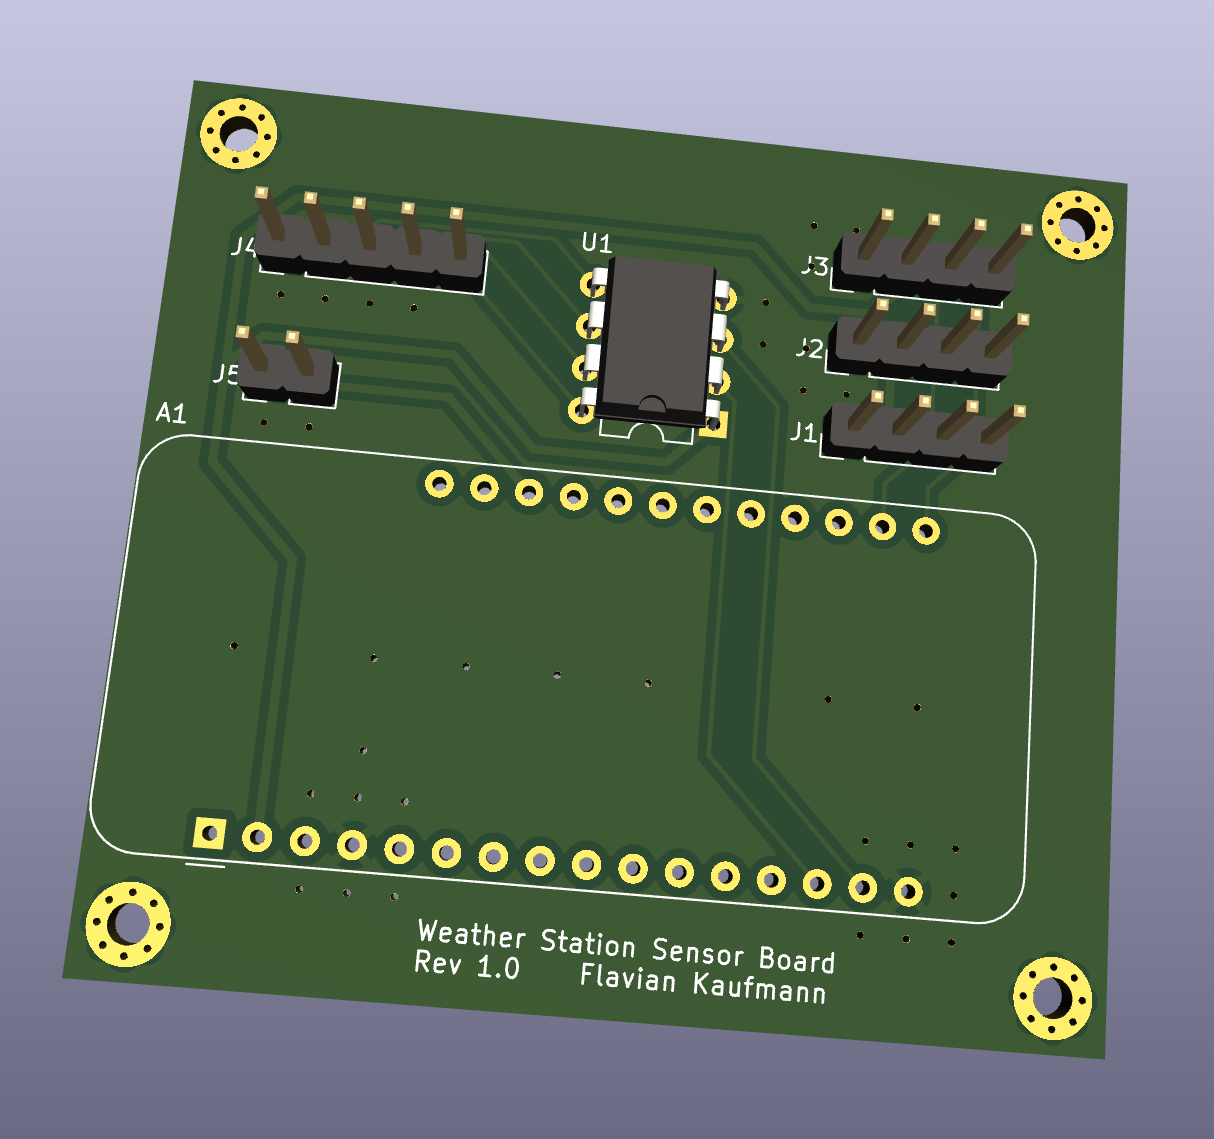 J4
U1
J3
J2
J5
J1
A1
Weather Station Sensor Board
Rev 1.0 Flavian Kaufmann